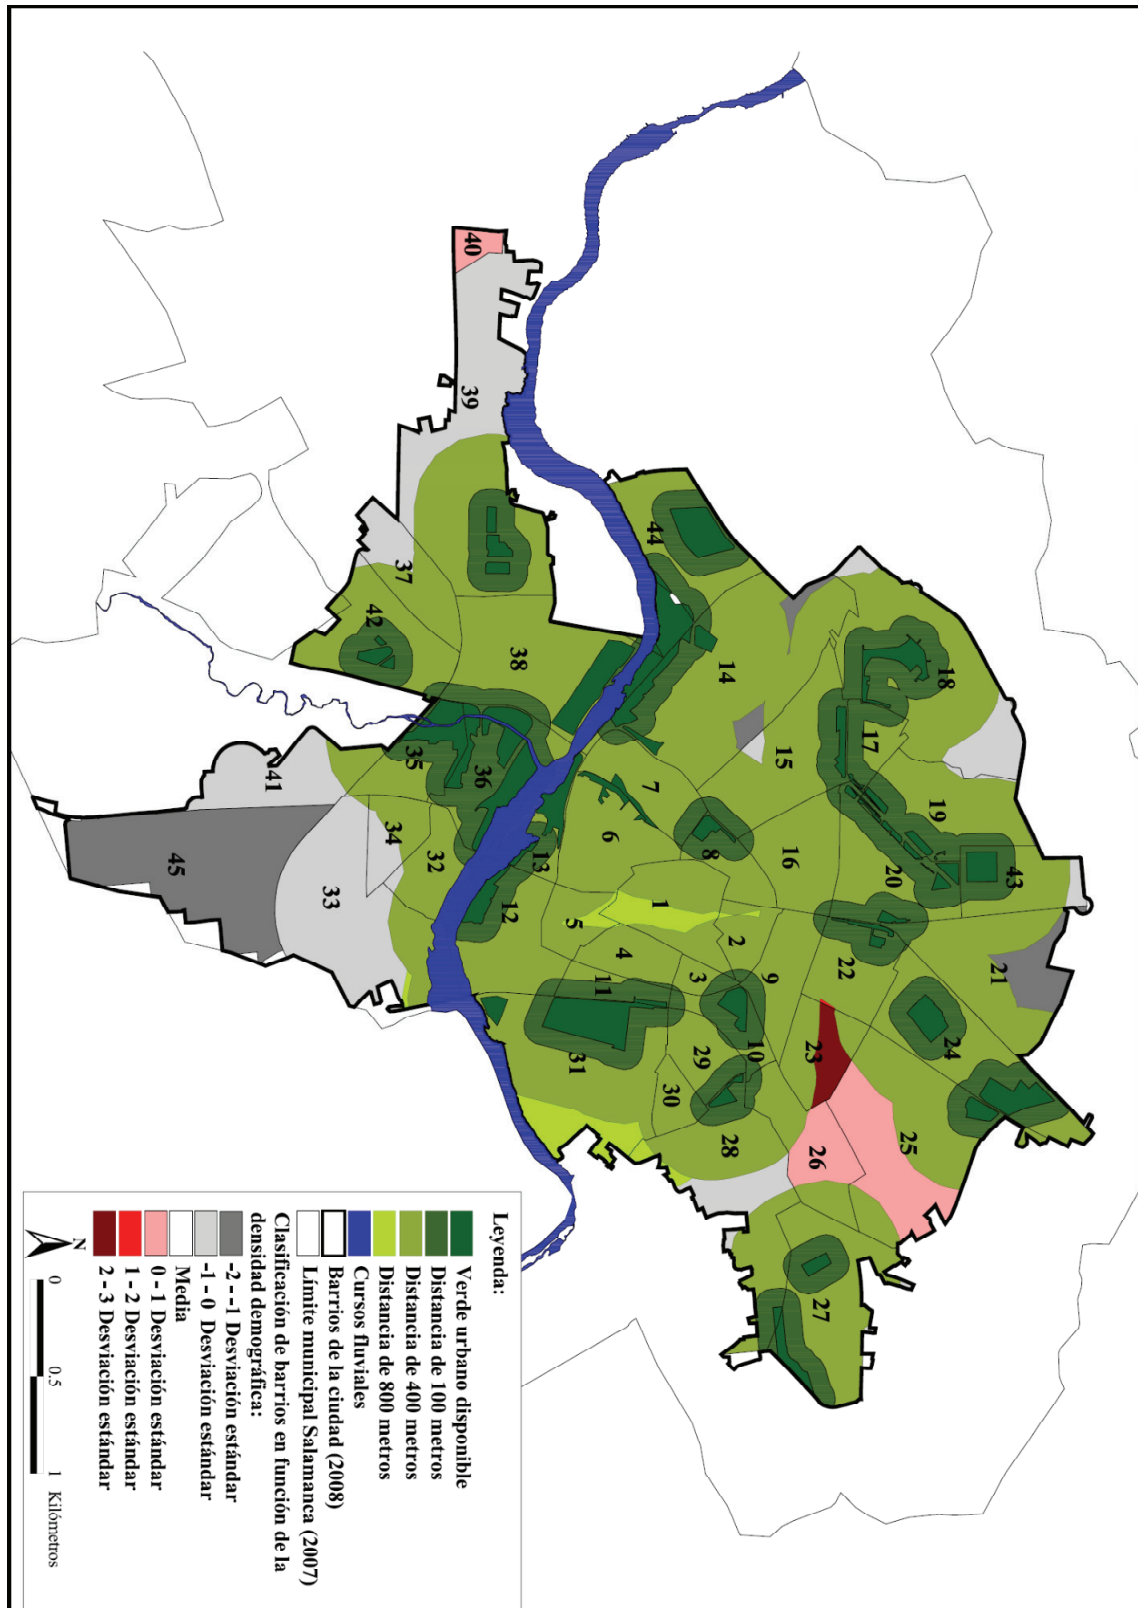 Leyenda:
Verde urbano disponible
Distancia de 100 metros
Distancia de 400 metros
Distancia de 800 metros
Cursos fluviales
Barrios de la ciudad (2008)
Límite municipal Salamanca (2007)
Clasificación de barrios en función de la
densidad demográfica:
-2 - -1 Desviación estándar
-1 - 0 Desviación estándar
Media
0 - 1 Desviación estándar
1 - 2 Desviación estándar
2 - 3 Desviación estándar
N
0 0.5 1 Kilómetros
40
39
37
42
38
44
14
15
18
17
19
43
20
16
7
6
8
36
35
41
45
34
32
33
13
12
5
1
2
4
3
9
11
10
31
29
30
28
22
21
24
23
25
26
27